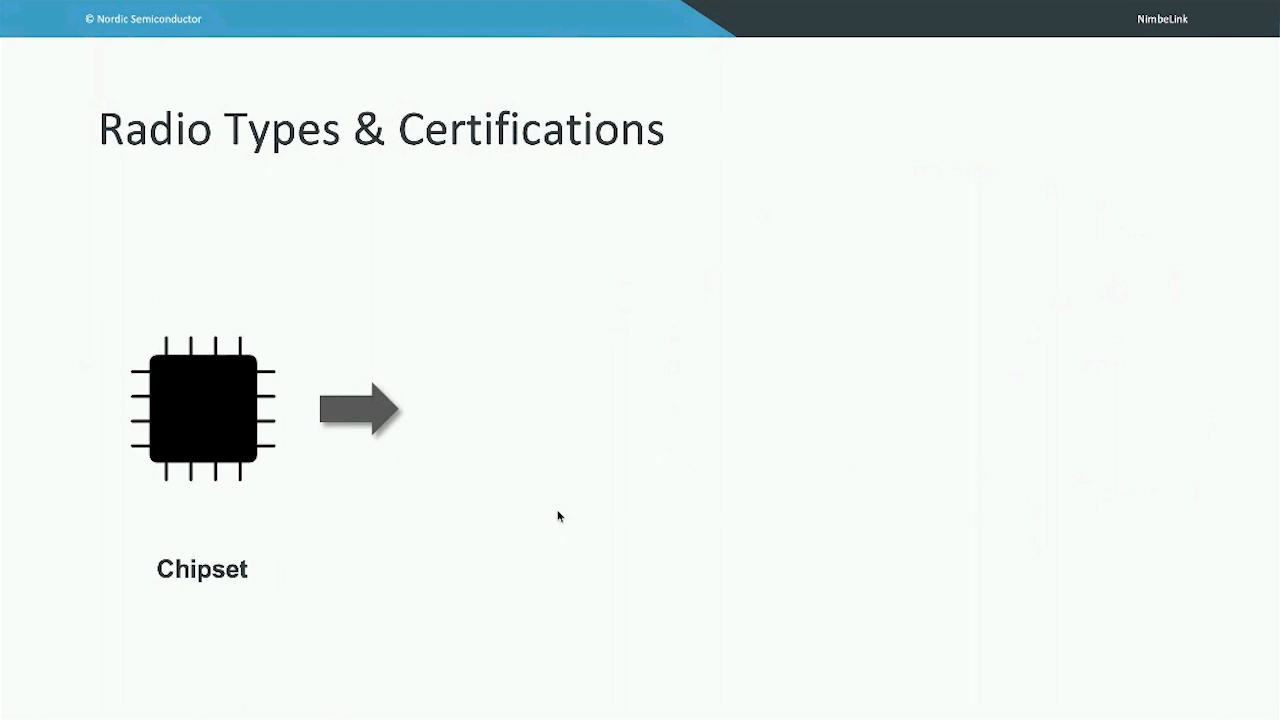 © Nordic Semiconductor
NimbeLink
Radio Types & Certifications
Chipset